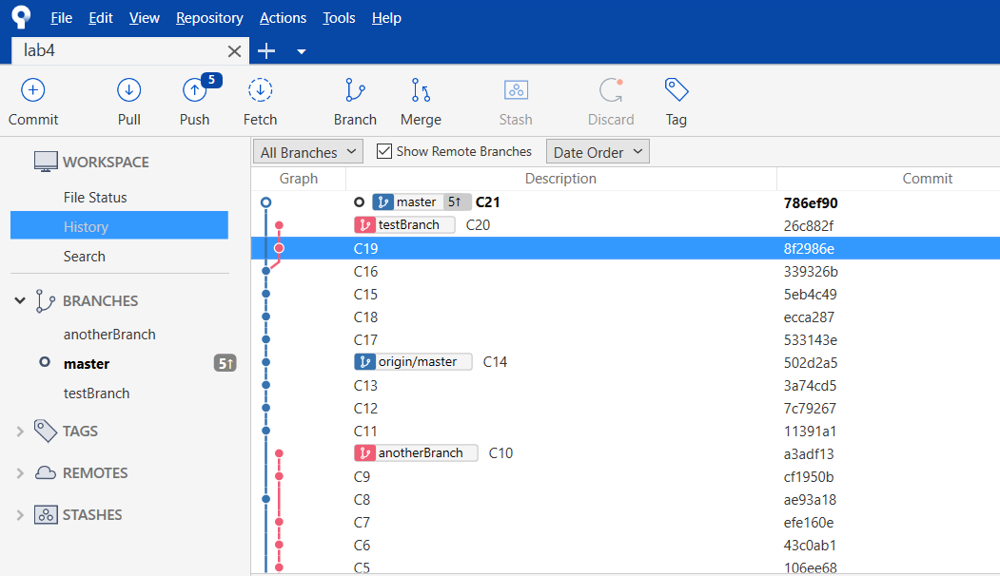 File Edit View Repository Actions Tools Help
lab4
5
Commit Pull Push Fetch Branch Merge Stash Discard Tag
WORKSPACE
File Status
History
Search
BRANCHES
anotherBranch
master 5↑
testBranch
TAGS
REMOTES
STASHES
All Branches Show Remote Branches Date Order
Graph Description Commit
master 5↑ C21 786ef90
testBranch C20 26c882f
C19 8f2986e
C16 339326b
C15 5eb4c49
C18 ecca287
C17 533143e
origin/master C14 502d2a5
C13 3a74cd5
C12 7c79267
C11 11391a1
anotherBranch C10 a3adf13
C9 cf1950b
C8 ae93a18
C7 efe160e
C6 43c0ab1
C5 106ee68